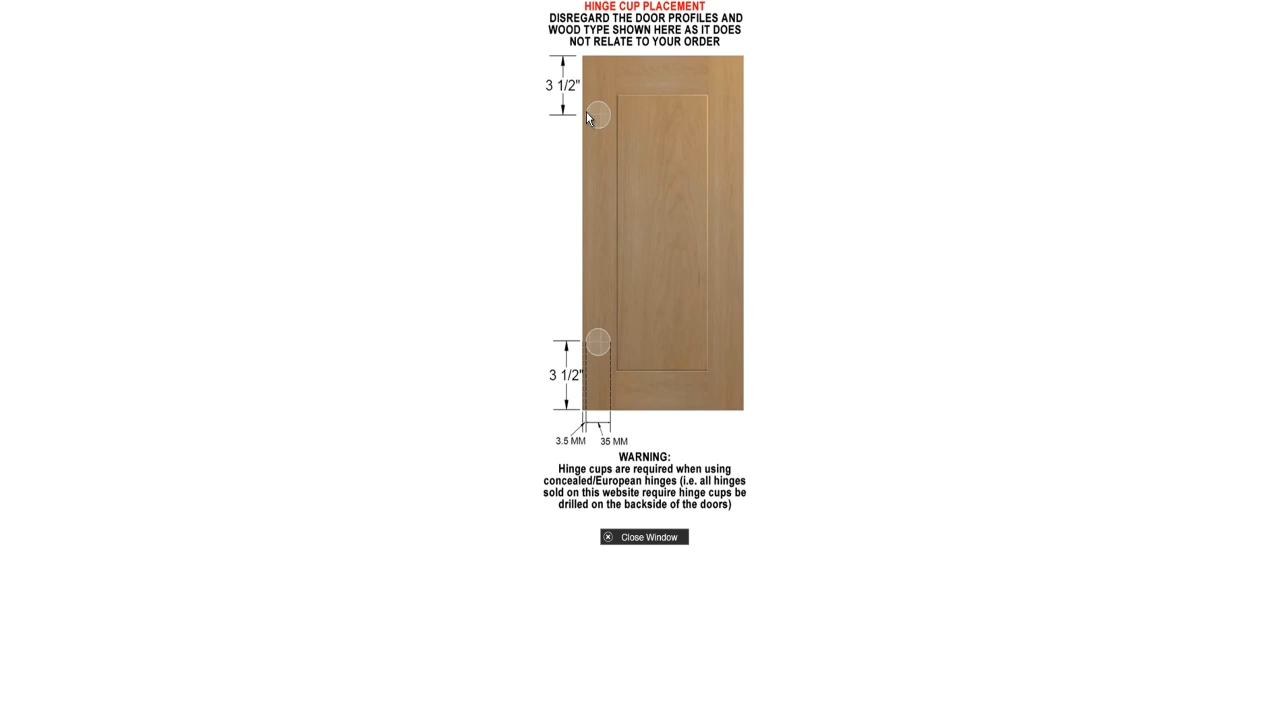 HINGE CUP PLACEMENT
DISREGARD THE DOOR PROFILES AND
WOOD TYPE SHOWN HERE AS IT DOES
NOT RELATE TO YOUR ORDER
3 1/2"
3 1/2"
3.5 MM
35 MM
WARNING:
Hinge cups are required when using
concealed/European hinges (i.e. all hinges
sold on this website require hinge cups be
drilled on the backside of the doors)
Close Window